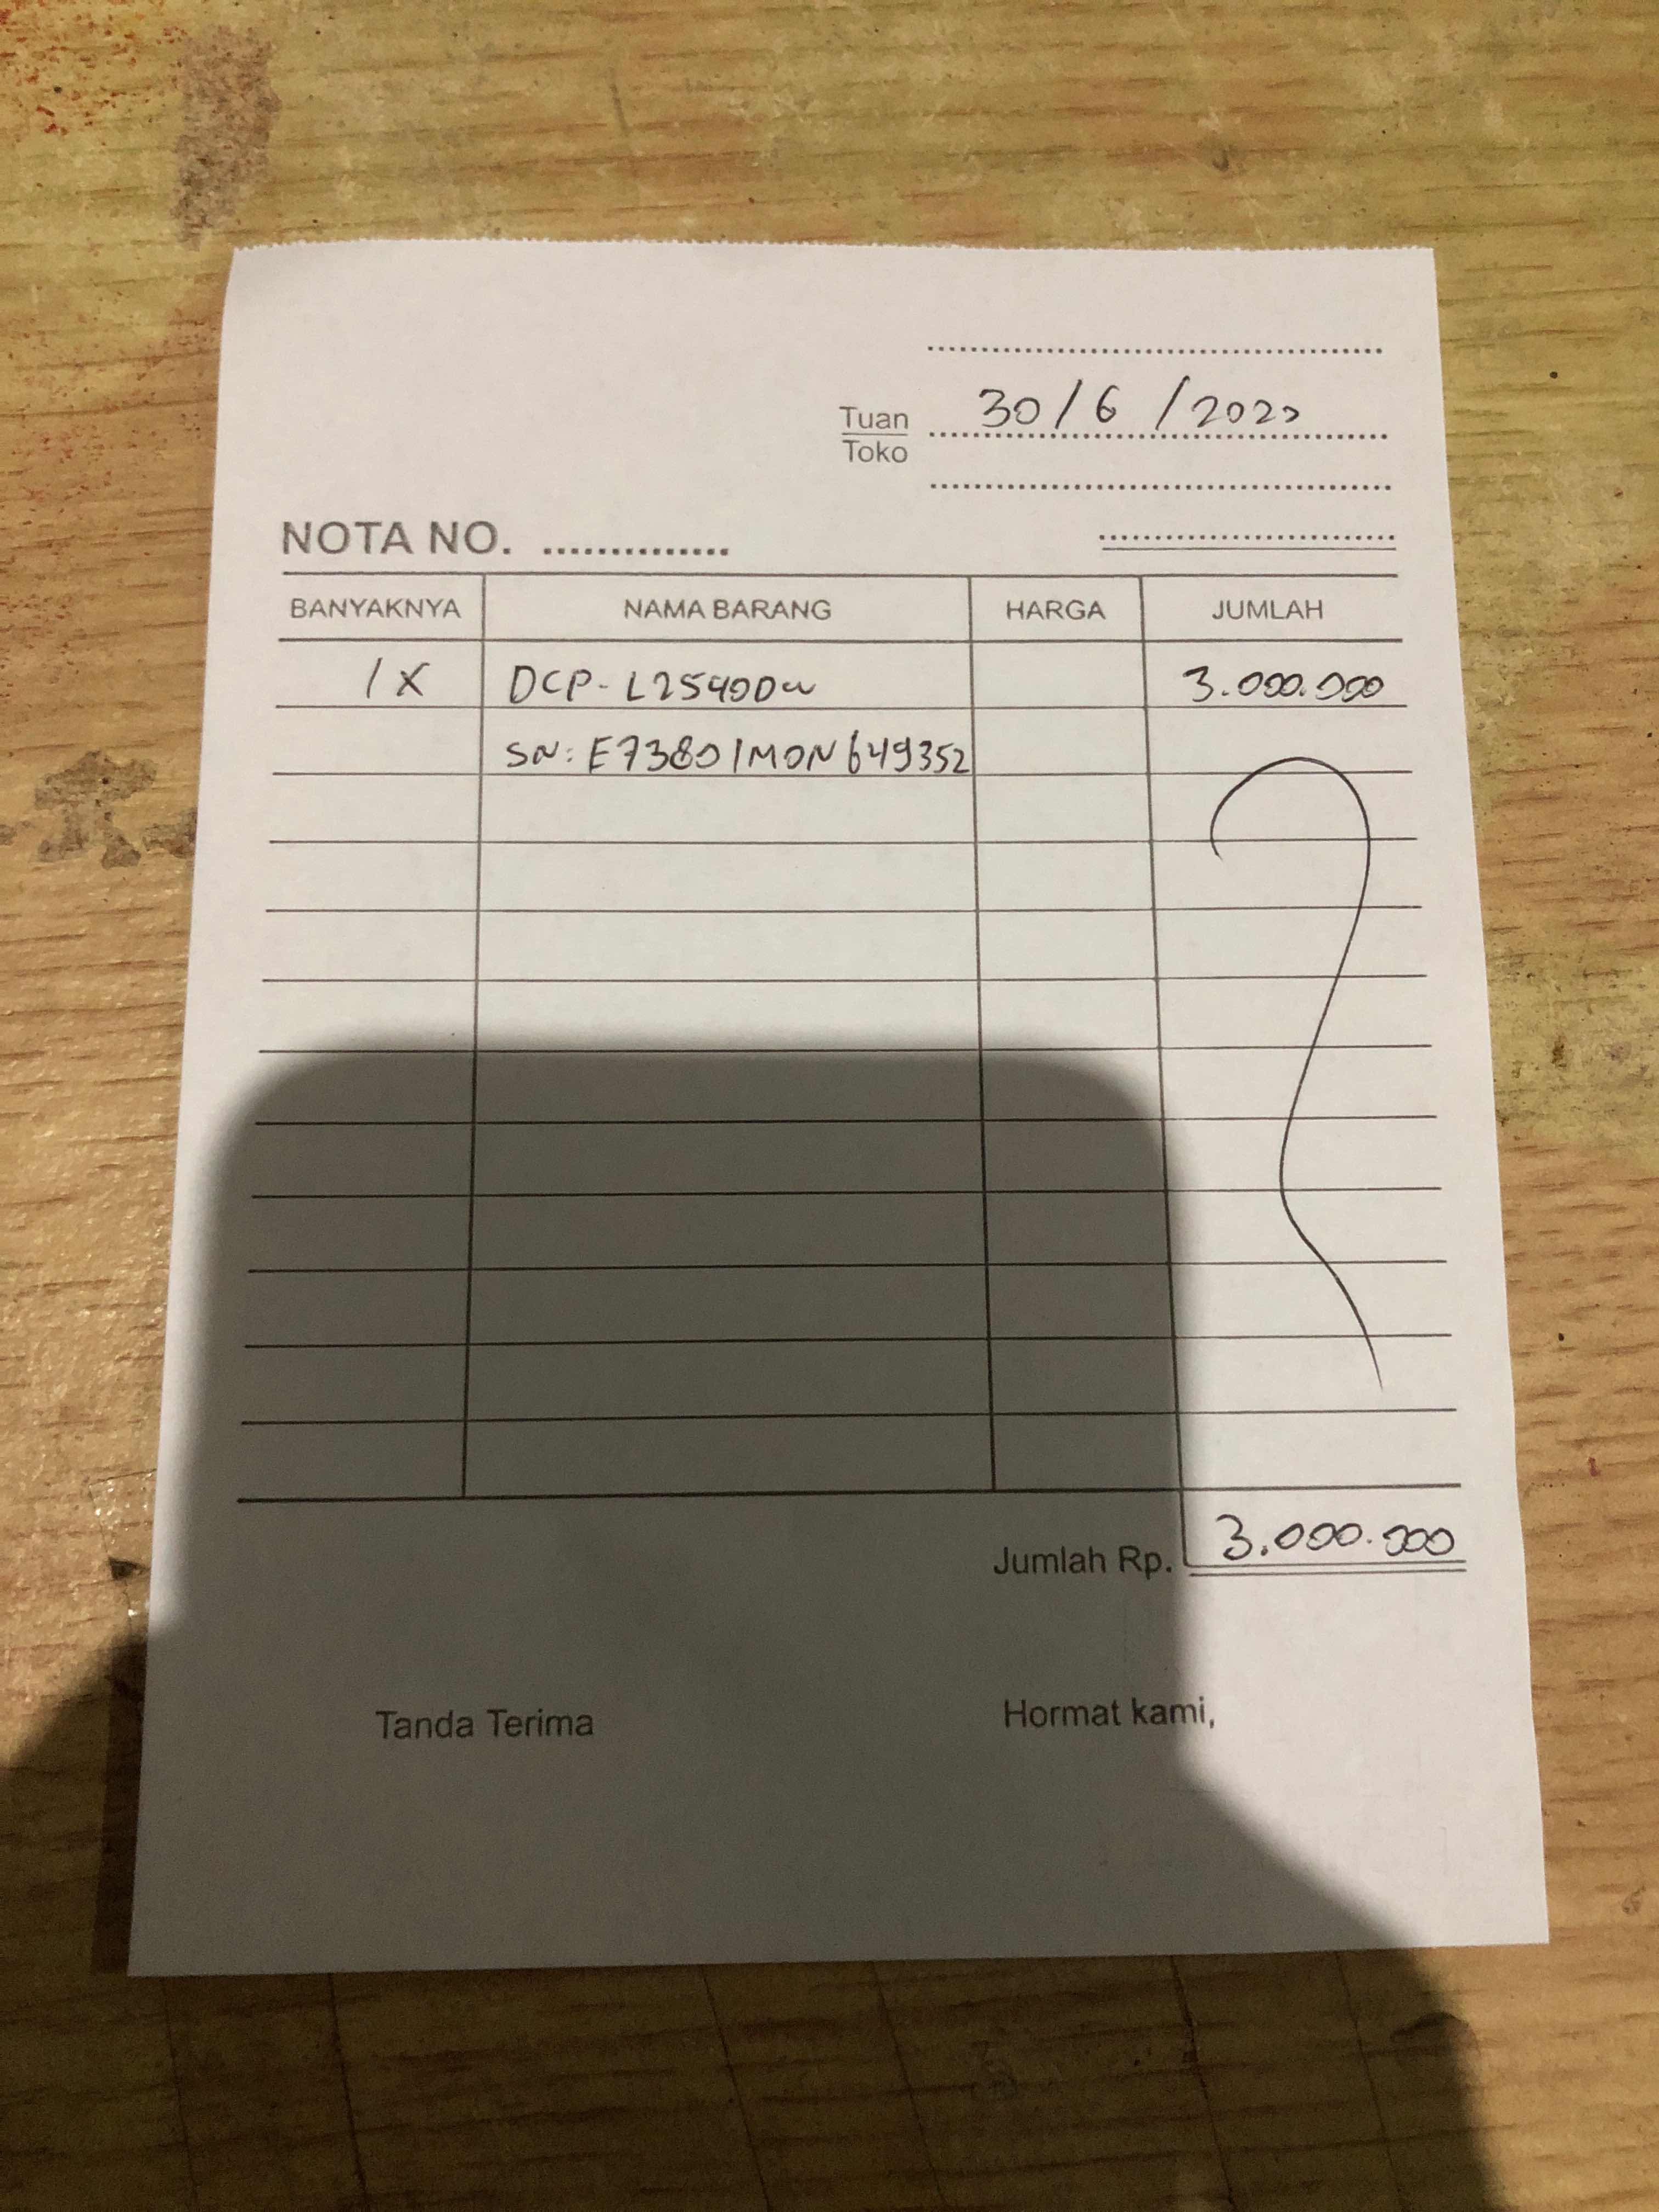 30/6/2022
Tuan
Toko
NOTA NO. ..............
BANYAKNYA NAMA BARANG HARGA JUMLAH
1X DCP-L2540Dw 3.000.000
SN: E73801M0N649352
Jumlah Rp. 3.000.000
Tanda Terima Hormat kami,